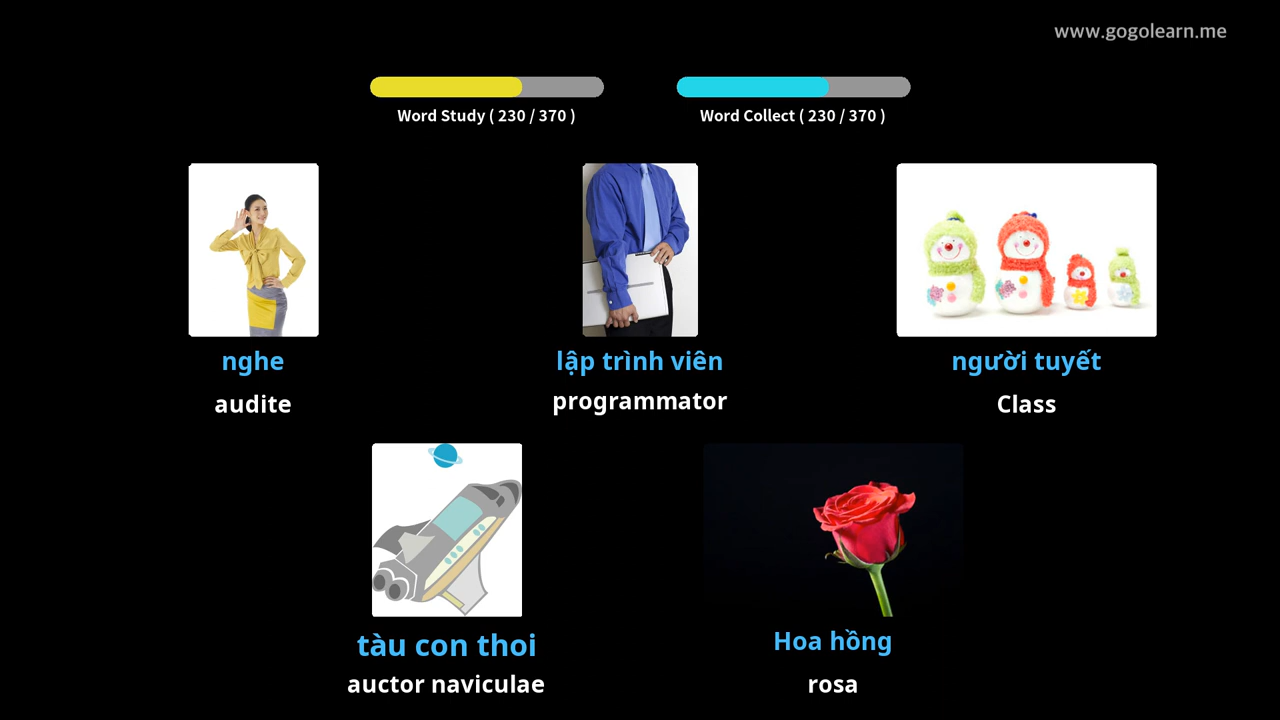 www.gogolearn.me
Word Study ( 230 / 370 )
Word Collect ( 230 / 370 )
nghe
audite
lập trình viên
programmator
người tuyết
Class
tàu con thoi
auctor naviculae
Hoa hồng
rosa